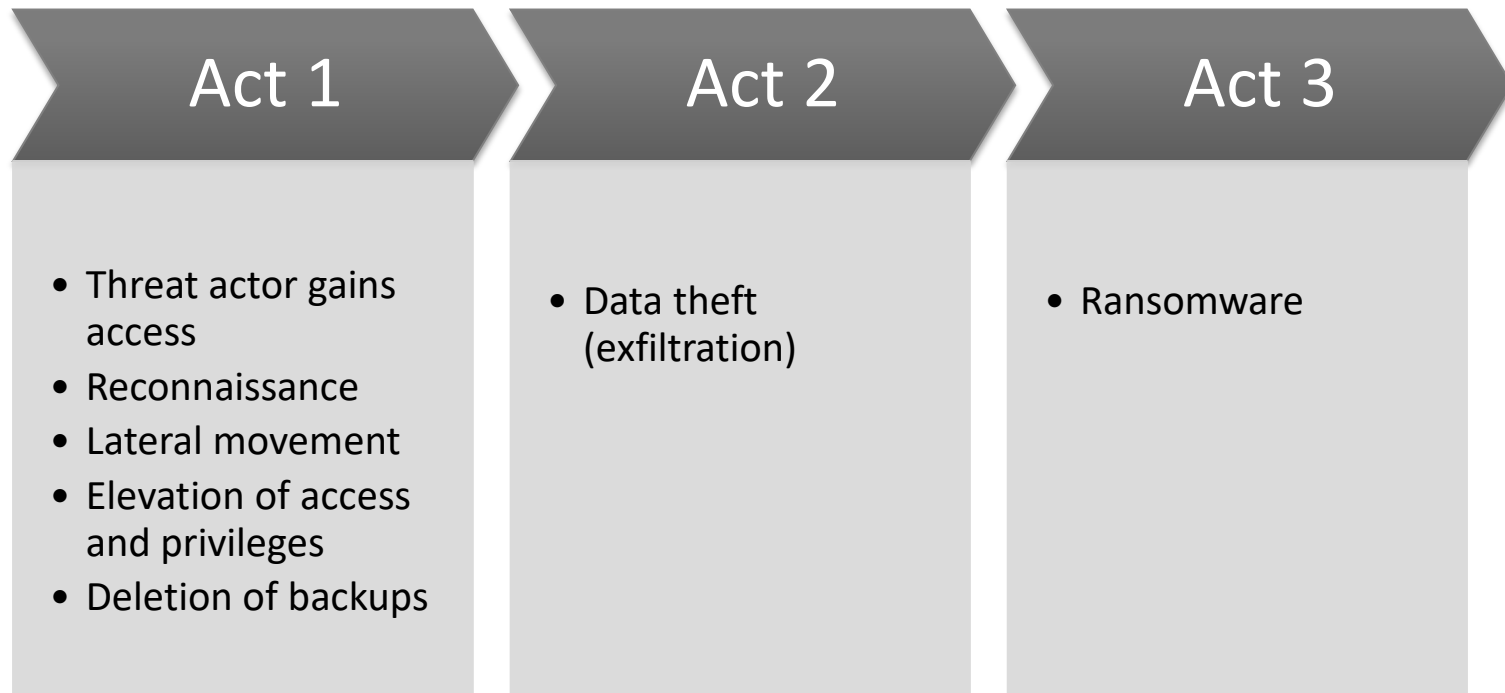 Act 1
• Threat actor gains
access
• Reconnaissance
• Lateral movement
• Elevation of access
and privileges
• Deletion of backups
Act 2
• Data theft
(exfiltration)
Act 3
• Ransomware